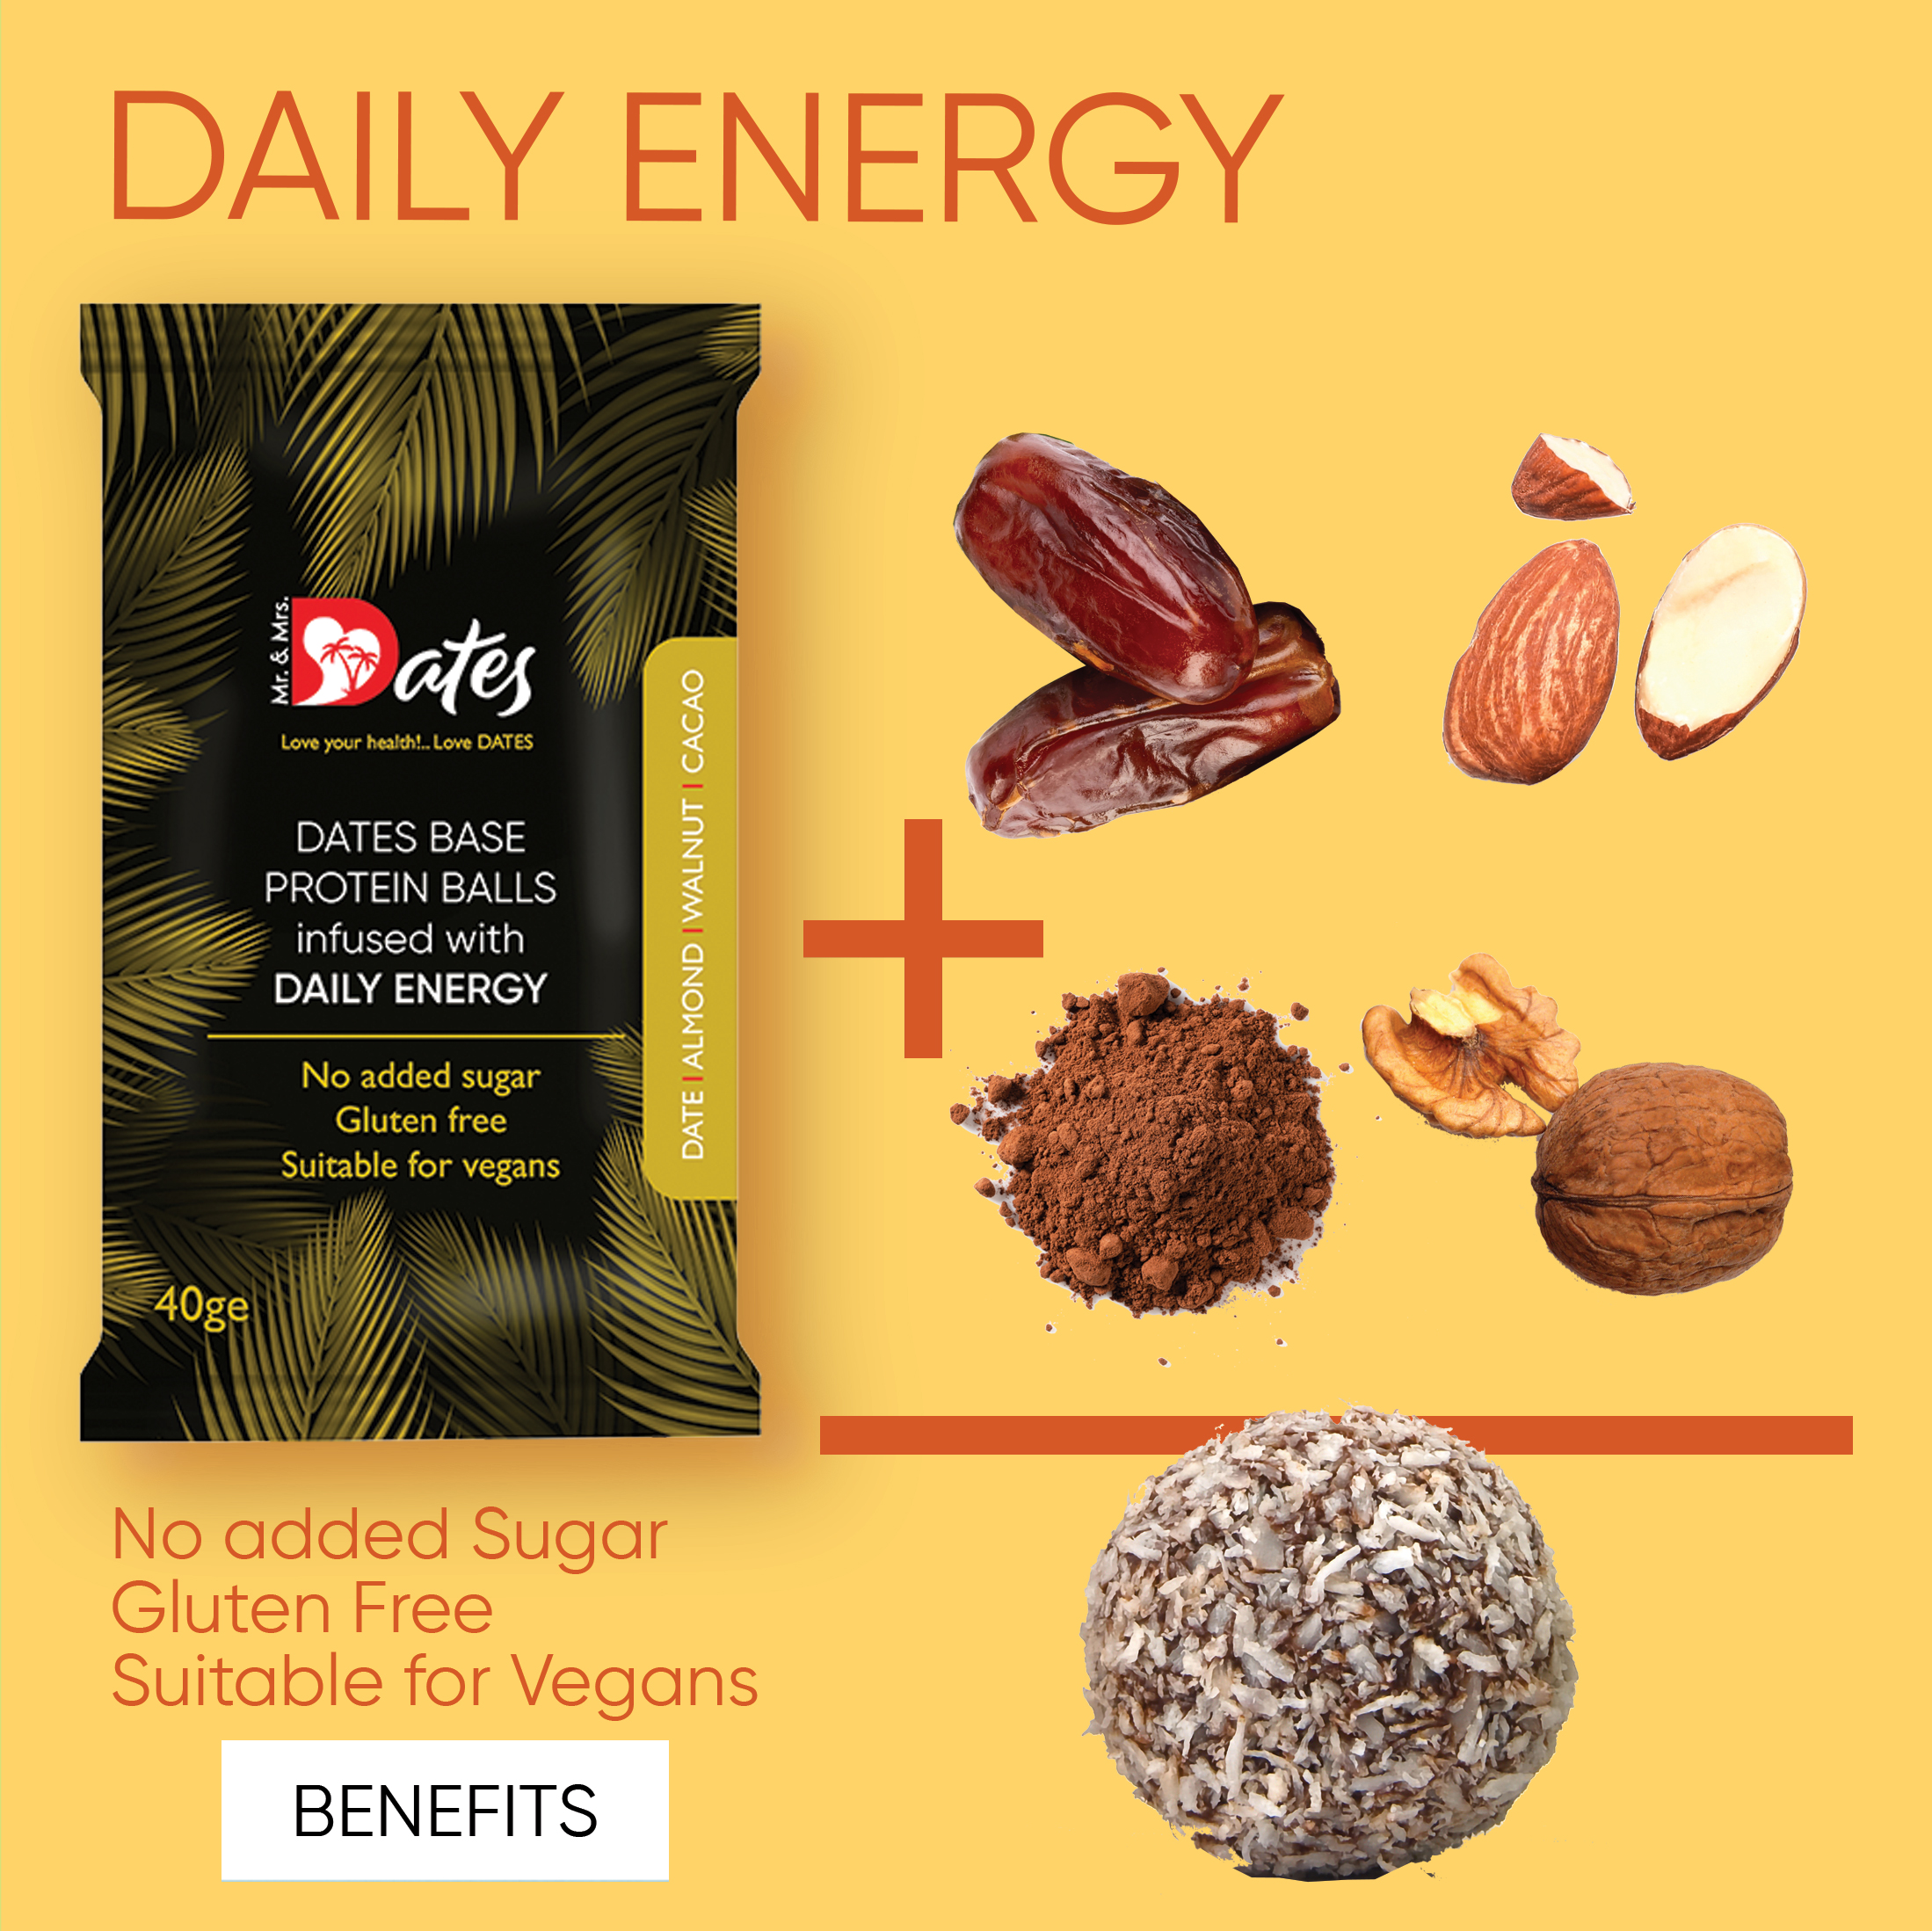 DAILY ENERGY
Mr. & Mrs.
Dates
Love your health!.. Love DATES
DATES BASE
PROTEIN BALLS
infused with
DAILY ENERGY
No added sugar
Gluten free
Suitable for vegans
40ge
DATE | ALMOND | WALNUT | CACAO
No added Sugar
Gluten Free
Suitable for Vegans
BENEFITS